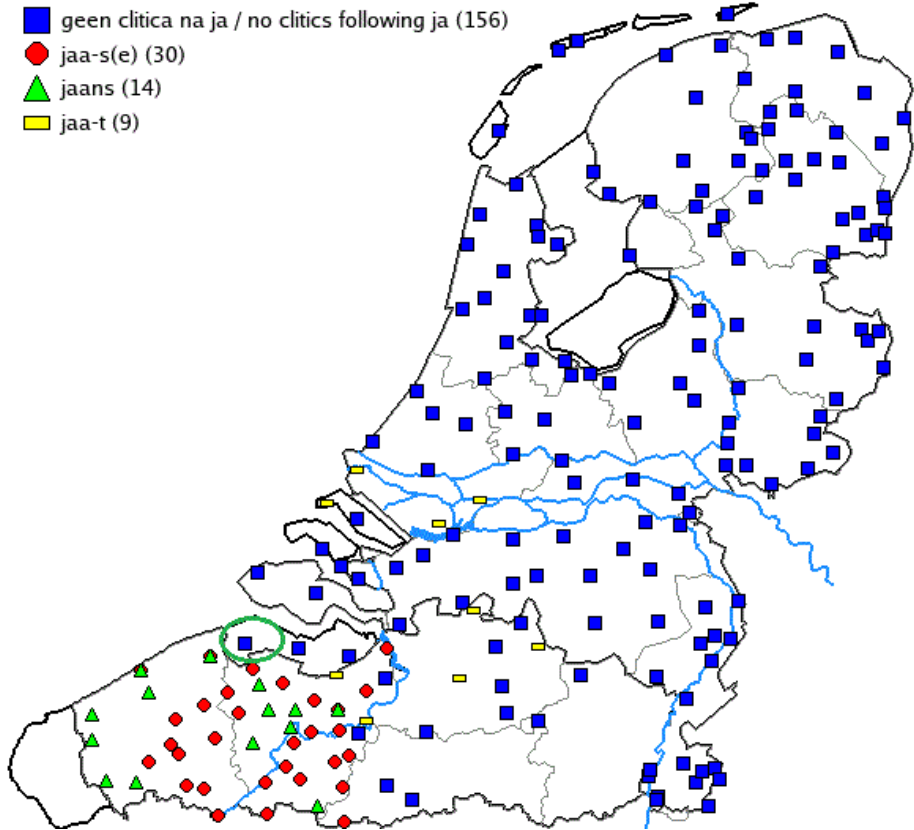 geen clitica na ja / no clitics following ja (156)
jaa-s(e) (30)
jaans (14)
jaa-t (9)